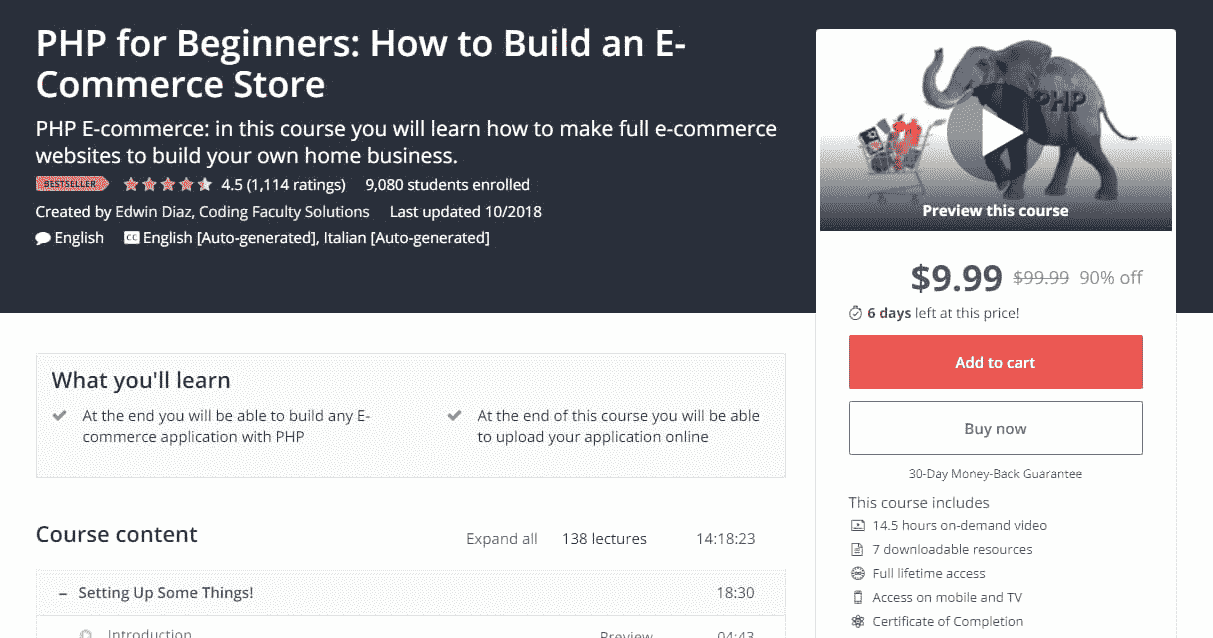 PHP for Beginners: How to Build an E-
Commerce Store
PHP E-commerce: in this course you will learn how to make full e-commerce
websites to build your own home business.
BESTSELLER 4.5 (1,114 ratings) 9,080 students enrolled
Created by Edwin Diaz, Coding Faculty Solutions Last updated 10/2018
English CC English [Auto-generated], Italian [Auto-generated]
PHP
Preview this course
$9.99 $99.99 90% off
6 days left at this price!
Add to cart
Buy now
30-Day Money-Back Guarantee
This course includes
14.5 hours on-demand video
7 downloadable resources
Full lifetime access
Access on mobile and TV
Certificate of Completion
What you'll learn
At the end you will be able to build any E-
commerce application with PHP
At the end of this course you will be able
to upload your application online
Course content Expand all 138 lectures 14:18:23
– Setting Up Some Things! 18:30
Introduction Preview 04:43